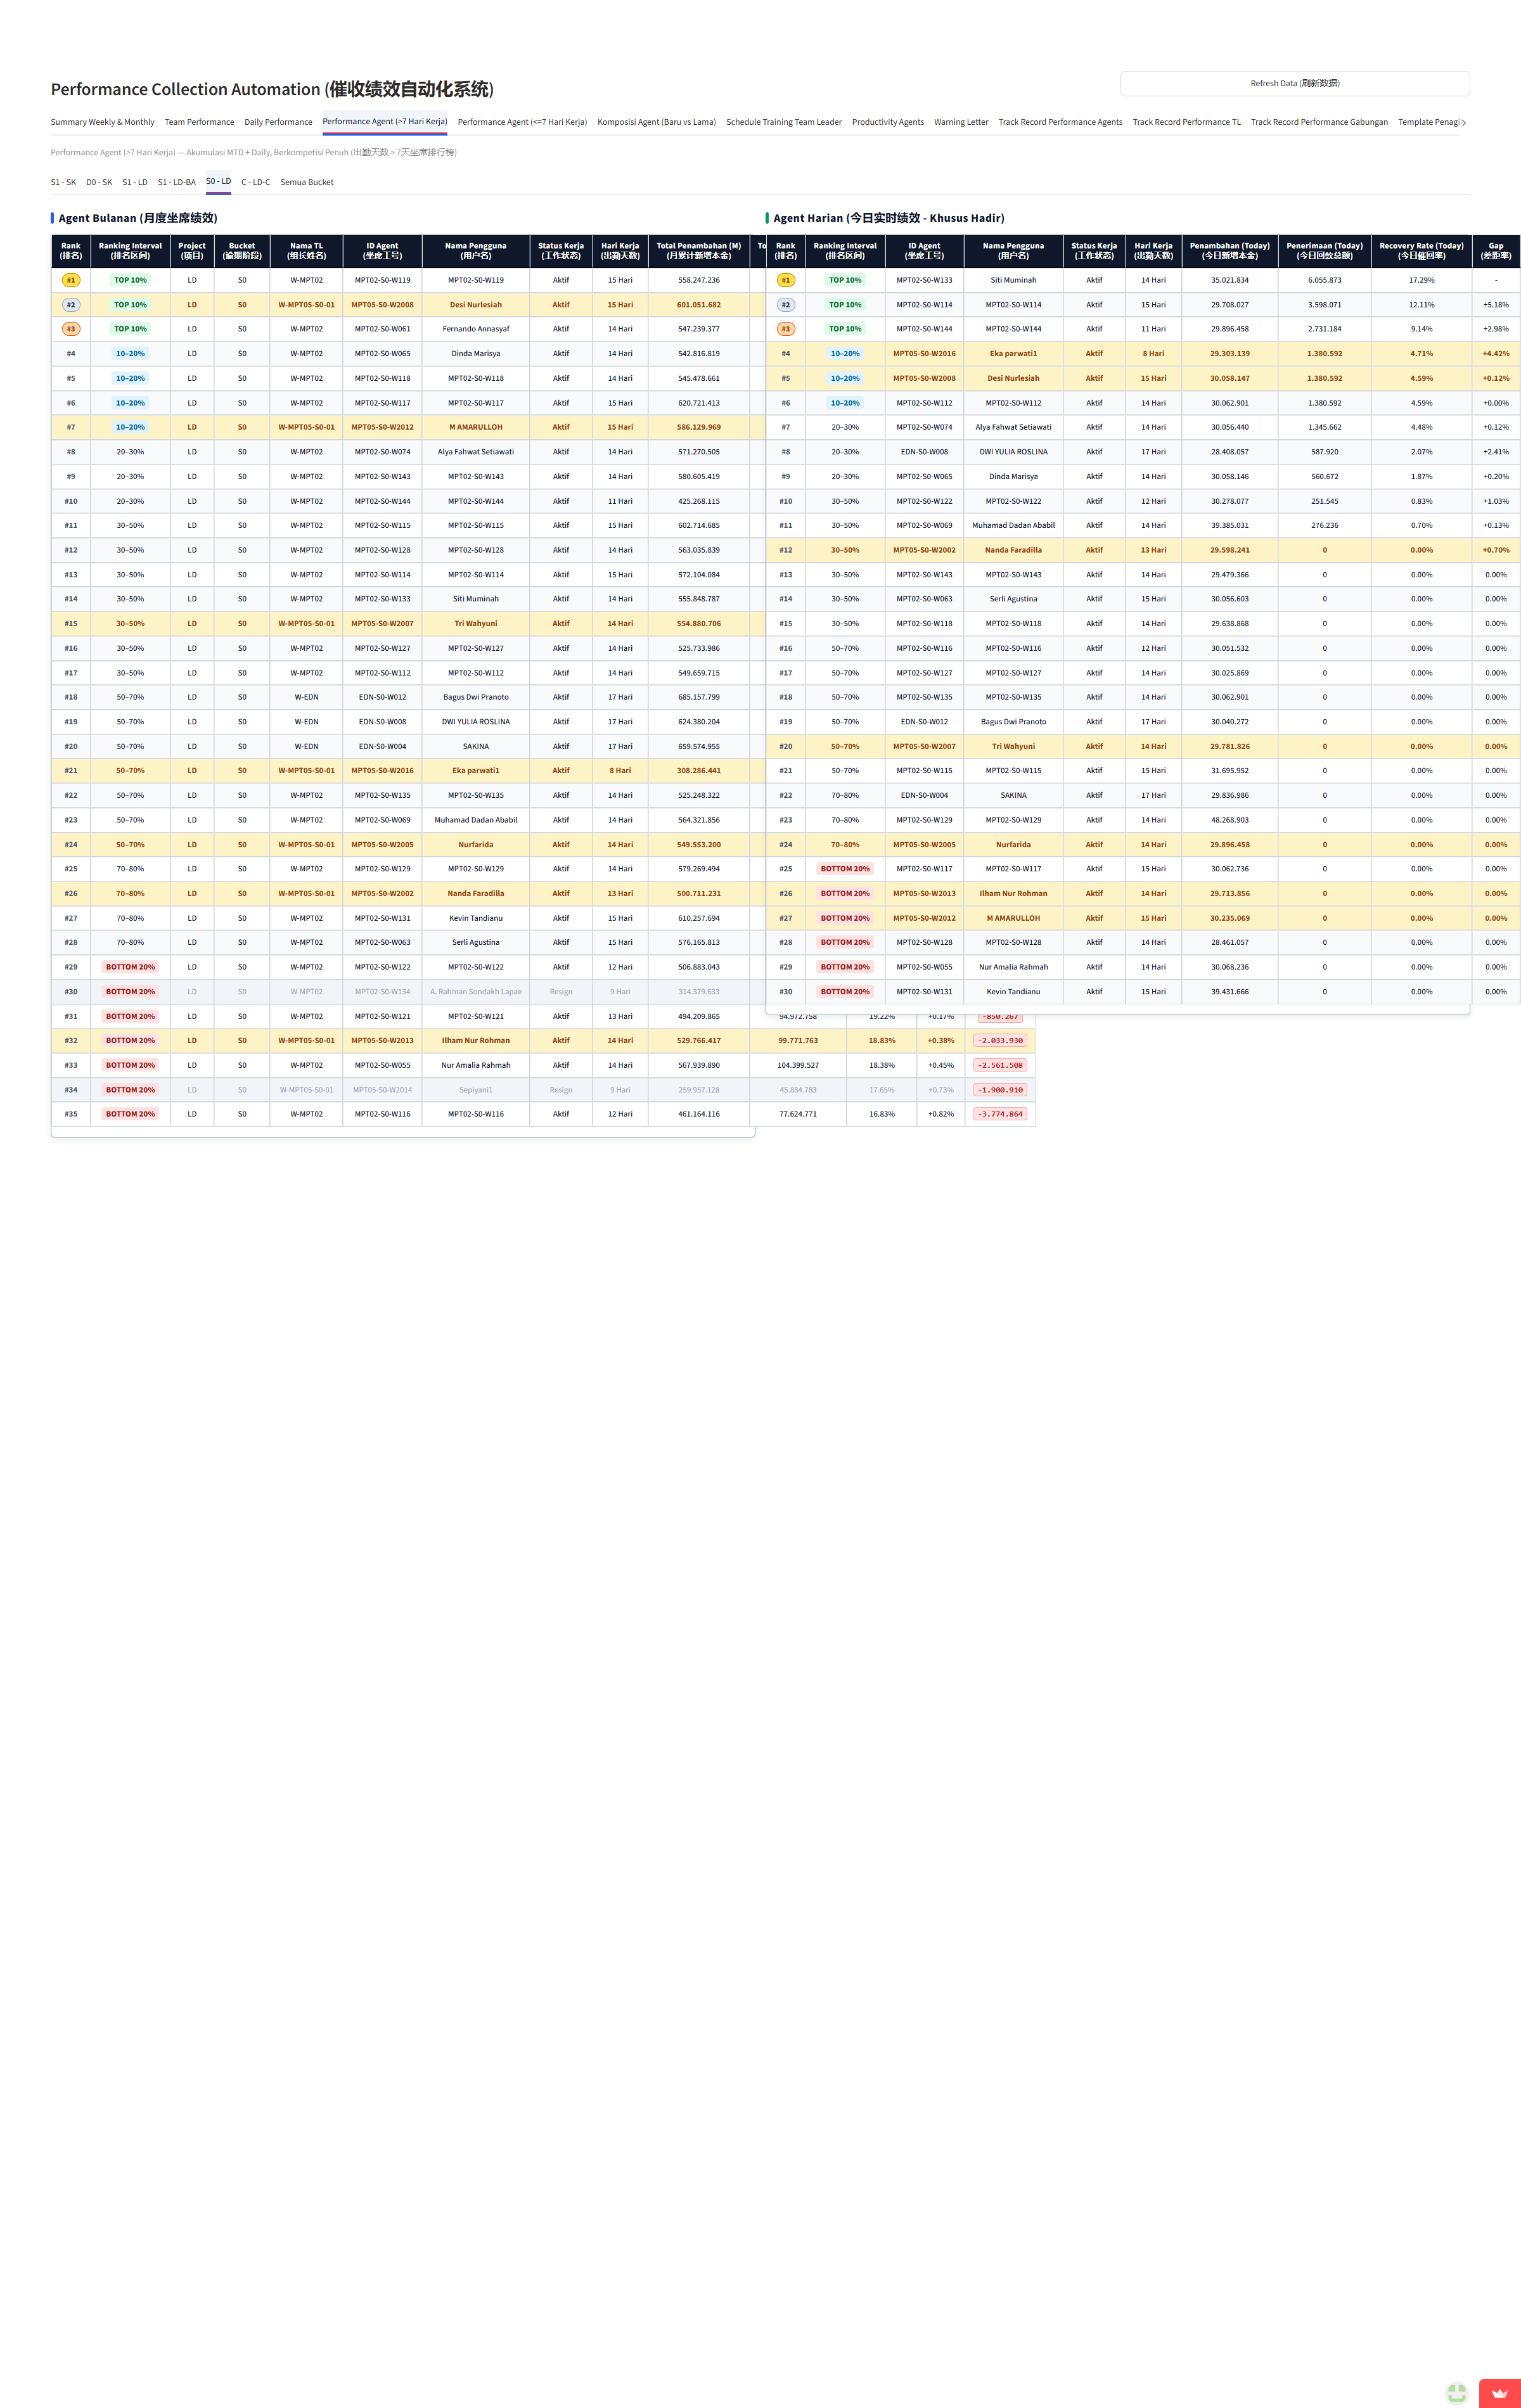 Performance Collection Automation (催收绩效自动化系统)
Refresh Data (刷新数据)
Summary Weekly & Monthly Team Performance Daily Performance Performance Agent (>7 Hari Kerja) Performance Agent (<=7 Hari Kerja) Komposisi Agent (Baru vs Lama) Schedule Training Team Leader Productivity Agents Warning Letter Track Record Performance Agents Track Record Performance TL Track Record Performance Gabungan Template Penagi
Performance Agent (>7 Hari Kerja) — Akumulasi MTD + Daily, Berkompetisi Penuh (出勤天数 > 7天坐席排行榜)
S1 - SK D0 - SK S1 - LD S1 - LD-BA S0 - LD C - LD-C Semua Bucket
Agent Bulanan (月度坐席绩效)
Rank Ranking Interval Project Bucket Nama TL ID Agent Nama Pengguna Status Kerja Hari Kerja Total Penambahan (M) To
(排名) (排名区间) (项目) (逾期阶段) (组长姓名) (坐席工号) (用户名) (工作状态) (出勤天数) (月累计新增本金)
#1 TOP 10% LD S0 W-MPT02 MPT02-S0-W119 MPT02-S0-W119 Aktif 15 Hari 558.247.236
#2 TOP 10% LD S0 W-MPT05-S0-01 MPT05-S0-W2008 Desi Nurlesiah Aktif 15 Hari 601.051.682
#3 TOP 10% LD S0 W-MPT02 MPT02-S0-W061 Fernando Annasyaf Aktif 14 Hari 547.239.377
#4 10–20% LD S0 W-MPT02 MPT02-S0-W065 Dinda Marisya Aktif 14 Hari 542.816.819
#5 10–20% LD S0 W-MPT02 MPT02-S0-W118 MPT02-S0-W118 Aktif 14 Hari 545.478.661
#6 10–20% LD S0 W-MPT02 MPT02-S0-W117 MPT02-S0-W117 Aktif 15 Hari 620.721.413
#7 10–20% LD S0 W-MPT05-S0-01 MPT05-S0-W2012 M AMARULLOH Aktif 15 Hari 586.129.969
#8 20–30% LD S0 W-MPT02 MPT02-S0-W074 Alya Fahwat Setiawati Aktif 14 Hari 571.270.505
#9 20–30% LD S0 W-MPT02 MPT02-S0-W143 MPT02-S0-W143 Aktif 14 Hari 580.605.419
#10 20–30% LD S0 W-MPT02 MPT02-S0-W144 MPT02-S0-W144 Aktif 11 Hari 425.268.115
#11 30–50% LD S0 W-MPT02 MPT02-S0-W115 MPT02-S0-W115 Aktif 15 Hari 602.714.685
#12 30–50% LD S0 W-MPT02 MPT02-S0-W128 MPT02-S0-W128 Aktif 14 Hari 563.035.839
#13 30–50% LD S0 W-MPT02 MPT02-S0-W114 MPT02-S0-W114 Aktif 15 Hari 572.104.084
#14 30–50% LD S0 W-MPT02 MPT02-S0-W133 Siti Muminah Aktif 14 Hari 555.848.787
#15 30–50% LD S0 W-MPT05-S0-01 MPT05-S0-W2007 Tri Wahyuni Aktif 14 Hari 554.880.706
#16 30–50% LD S0 W-MPT02 MPT02-S0-W127 MPT02-S0-W127 Aktif 14 Hari 525.733.986
#17 30–50% LD S0 W-MPT02 MPT02-S0-W112 MPT02-S0-W112 Aktif 14 Hari 549.659.715
#18 50–70% LD S0 W-EDN EDN-S0-W012 Bagus Dwi Pranoto Aktif 17 Hari 685.157.799
#19 50–70% LD S0 W-EDN EDN-S0-W008 DWI YULIA ROSLINA Aktif 17 Hari 624.380.204
#20 50–70% LD S0 W-EDN EDN-S0-W004 SAKINA Aktif 17 Hari 659.574.955
#21 50–70% LD S0 W-MPT05-S0-01 MPT05-S0-W2016 Eka parwati1 Aktif 8 Hari 308.286.441
#22 50–70% LD S0 W-MPT02 MPT02-S0-W135 MPT02-S0-W135 Aktif 14 Hari 525.248.322
#23 50–70% LD S0 W-MPT02 MPT02-S0-W069 Muhamad Dadan Ababil Aktif 14 Hari 564.321.856
#24 50–70% LD S0 W-MPT05-S0-01 MPT05-S0-W2005 Nurfarida Aktif 14 Hari 549.553.200
#25 70–80% LD S0 W-MPT02 MPT02-S0-W129 MPT02-S0-W129 Aktif 14 Hari 579.269.494
#26 70–80% LD S0 W-MPT05-S0-01 MPT05-S0-W2002 Nanda Faradilla Aktif 13 Hari 500.711.231
#27 70–80% LD S0 W-MPT02 MPT02-S0-W131 Kevin Tandianu Aktif 15 Hari 610.257.694
#28 70–80% LD S0 W-MPT02 MPT02-S0-W063 Serli Agustina Aktif 15 Hari 576.165.813
#29 BOTTOM 20% LD S0 W-MPT02 MPT02-S0-W122 MPT02-S0-W122 Aktif 12 Hari 506.883.043
#30 BOTTOM 20% LD S0 W-MPT02 MPT02-S0-W134 A. Rahman Sondakh Lapae Resign 9 Hari 314.379.633
#31 BOTTOM 20% LD S0 W-MPT02 MPT02-S0-W121 MPT02-S0-W121 Aktif 13 Hari 494.209.865 94.972.758 19.22% +0.17% -850.267
#32 BOTTOM 20% LD S0 W-MPT05-S0-01 MPT05-S0-W2013 Ilham Nur Rohman Aktif 14 Hari 529.766.417 99.771.763 18.83% +0.38% -2.033.930
#33 BOTTOM 20% LD S0 W-MPT02 MPT02-S0-W055 Nur Amalia Rahmah Aktif 14 Hari 567.939.890 104.399.527 18.38% +0.45% -2.561.508
#34 BOTTOM 20% LD S0 W-MPT05-S0-01 MPT05-S0-W2014 Sepiyani1 Resign 9 Hari 259.957.128 45.884.783 17.65% +0.73% -1.900.910
#35 BOTTOM 20% LD S0 W-MPT02 MPT02-S0-W116 MPT02-S0-W116 Aktif 12 Hari 461.164.116 77.624.771 16.83% +0.82% -3.774.864
Agent Harian (今日实时绩效 - Khusus Hadir)
Rank Ranking Interval ID Agent Nama Pengguna Status Kerja Hari Kerja Penambahan (Today) Penerimaan (Today) Recovery Rate (Today) Gap
(排名) (排名区间) (坐席工号) (用户名) (工作状态) (出勤天数) (今日新增本金) (今日回款总额) (今日催回率) (差距率)
#1 TOP 10% MPT02-S0-W133 Siti Muminah Aktif 14 Hari 35.021.834 6.055.873 17.29% -
#2 TOP 10% MPT02-S0-W114 MPT02-S0-W114 Aktif 15 Hari 29.708.027 3.598.071 12.11% +5.18%
#3 TOP 10% MPT02-S0-W144 MPT02-S0-W144 Aktif 11 Hari 29.896.458 2.731.184 9.14% +2.98%
#4 10–20% MPT05-S0-W2016 Eka parwati1 Aktif 8 Hari 29.303.139 1.380.592 4.71% +4.42%
#5 10–20% MPT05-S0-W2008 Desi Nurlesiah Aktif 15 Hari 30.058.147 1.380.592 4.59% +0.12%
#6 10–20% MPT02-S0-W112 MPT02-S0-W112 Aktif 14 Hari 30.062.901 1.380.592 4.59% +0.00%
#7 20–30% MPT02-S0-W074 Alya Fahwat Setiawati Aktif 14 Hari 30.056.440 1.345.662 4.48% +0.12%
#8 20–30% EDN-S0-W008 DWI YULIA ROSLINA Aktif 17 Hari 28.408.057 587.920 2.07% +2.41%
#9 20–30% MPT02-S0-W065 Dinda Marisya Aktif 14 Hari 30.058.146 560.672 1.87% +0.20%
#10 30–50% MPT02-S0-W122 MPT02-S0-W122 Aktif 12 Hari 30.278.077 251.545 0.83% +1.03%
#11 30–50% MPT02-S0-W069 Muhamad Dadan Ababil Aktif 14 Hari 39.385.031 276.236 0.70% +0.13%
#12 30–50% MPT05-S0-W2002 Nanda Faradilla Aktif 13 Hari 29.598.241 0 0.00% +0.70%
#13 30–50% MPT02-S0-W143 MPT02-S0-W143 Aktif 14 Hari 29.479.366 0 0.00% 0.00%
#14 30–50% MPT02-S0-W063 Serli Agustina Aktif 15 Hari 30.056.603 0 0.00% 0.00%
#15 30–50% MPT02-S0-W118 MPT02-S0-W118 Aktif 14 Hari 29.638.868 0 0.00% 0.00%
#16 50–70% MPT02-S0-W116 MPT02-S0-W116 Aktif 12 Hari 30.051.532 0 0.00% 0.00%
#17 50–70% MPT02-S0-W127 MPT02-S0-W127 Aktif 14 Hari 30.025.869 0 0.00% 0.00%
#18 50–70% MPT02-S0-W135 MPT02-S0-W135 Aktif 14 Hari 30.062.901 0 0.00% 0.00%
#19 50–70% EDN-S0-W012 Bagus Dwi Pranoto Aktif 17 Hari 30.040.272 0 0.00% 0.00%
#20 50–70% MPT05-S0-W2007 Tri Wahyuni Aktif 14 Hari 29.781.826 0 0.00% 0.00%
#21 50–70% MPT02-S0-W115 MPT02-S0-W115 Aktif 15 Hari 31.695.952 0 0.00% 0.00%
#22 70–80% EDN-S0-W004 SAKINA Aktif 17 Hari 29.836.986 0 0.00% 0.00%
#23 70–80% MPT02-S0-W129 MPT02-S0-W129 Aktif 14 Hari 48.268.903 0 0.00% 0.00%
#24 70–80% MPT05-S0-W2005 Nurfarida Aktif 14 Hari 29.896.458 0 0.00% 0.00%
#25 BOTTOM 20% MPT02-S0-W117 MPT02-S0-W117 Aktif 15 Hari 30.062.736 0 0.00% 0.00%
#26 BOTTOM 20% MPT05-S0-W2013 Ilham Nur Rohman Aktif 14 Hari 29.713.856 0 0.00% 0.00%
#27 BOTTOM 20% MPT05-S0-W2012 M AMARULLOH Aktif 15 Hari 30.235.069 0 0.00% 0.00%
#28 BOTTOM 20% MPT02-S0-W128 MPT02-S0-W128 Aktif 14 Hari 28.461.057 0 0.00% 0.00%
#29 BOTTOM 20% MPT02-S0-W055 Nur Amalia Rahmah Aktif 14 Hari 30.068.236 0 0.00% 0.00%
#30 BOTTOM 20% MPT02-S0-W131 Kevin Tandianu Aktif 15 Hari 39.431.666 0 0.00% 0.00%